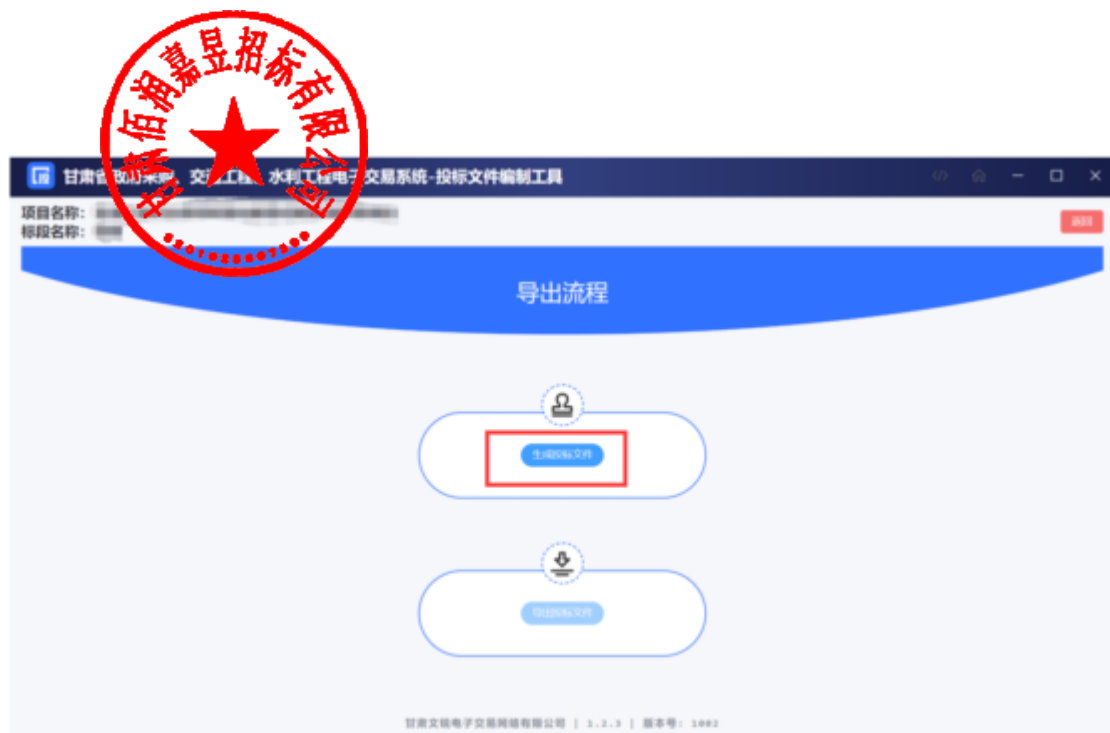 甘肃佰润嘉昱招标有限公司
甘肃省政府采购、交通工程、水利工程电子交易系统-投标文件编制工具
项目名称：
标段名称：
返回
导出流程
生成投标文件
导出投标文件
甘肃文锐电子交易网络有限公司 | 1.2.3 | 版本号: 1002